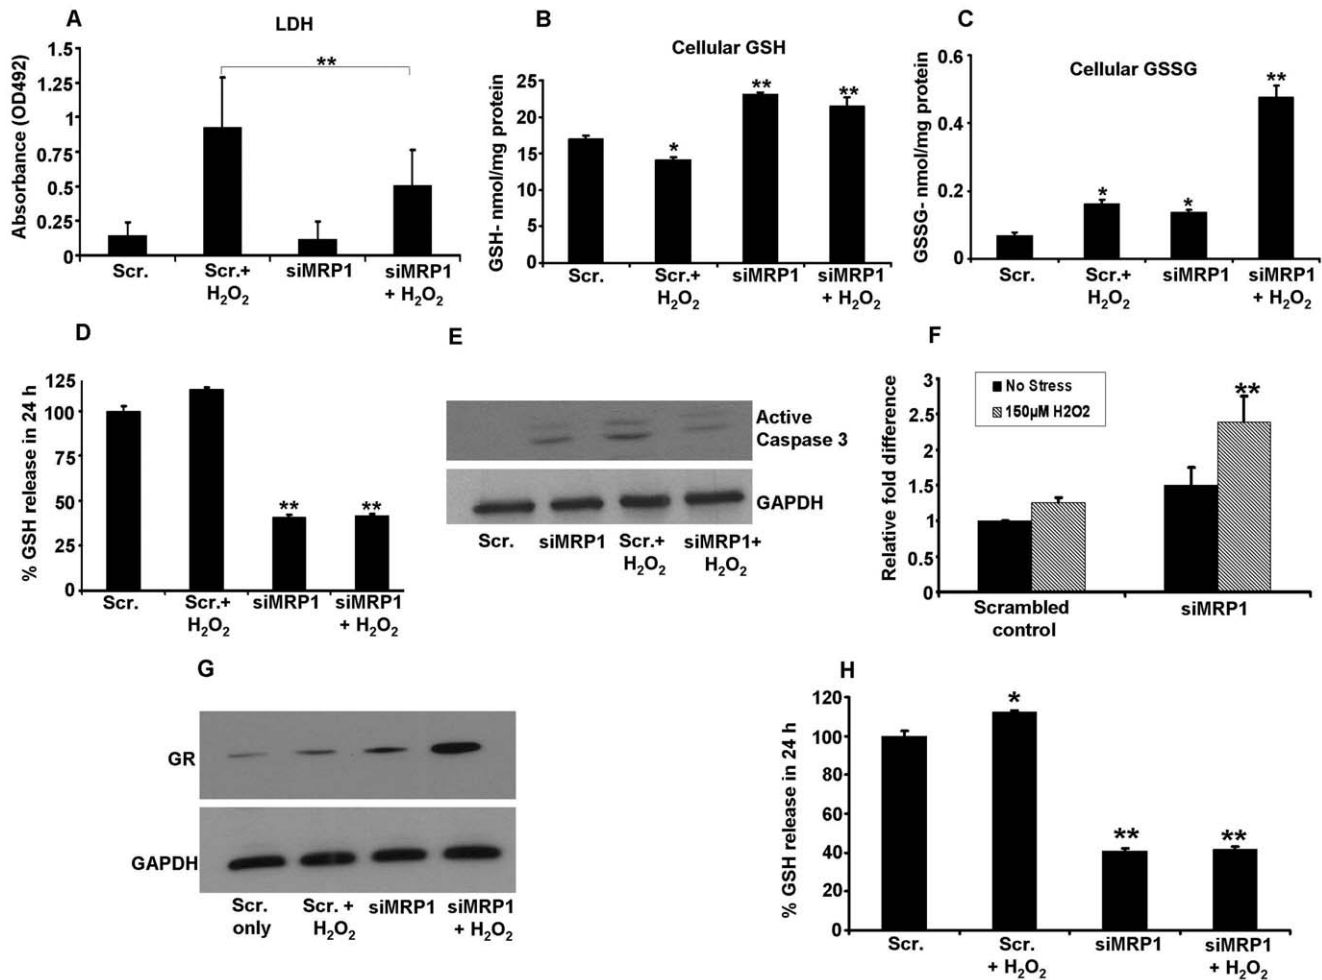 A
LDH
Absorbance (OD492)
1.5
1.25
1
0.75
0.5
0.25
0
**
Scr.
Scr.+
H₂O₂
siMRP1
siMRP1
+ H₂O₂
B
Cellular GSH
GSH- nmol/mg protein
25
20
15
10
5
0
*
**
**
Scr.
Scr.+
H₂O₂
siMRP1
siMRP1
+ H₂O₂
C
Cellular GSSG
GSSG- nmol/mg protein
0.6
0.4
0.2
0
*
*
**
Scr.
Scr.+
H₂O₂
siMRP1
siMRP1
+ H₂O₂
D
% GSH release in 24 h
125
100
75
50
25
0
**
**
Scr.
Scr.+
H₂O₂
siMRP1
siMRP1
+ H₂O₂
E
Active
Caspase 3
GAPDH
Scr.
siMRP1
Scr.+
H₂O₂
siMRP1+
H₂O₂
F
Relative fold difference
3
2.5
2
1.5
1
0.5
0
No Stress
150µM H2O2
**
Scrambled
control
siMRP1
G
GR
GAPDH
Scr.
only
Scr. +
H₂O₂
siMRP1
siMRP1
+ H₂O₂
H
% GSH release in 24 h
120
100
80
60
40
20
0
*
**
**
Scr.
Scr.
+ H₂O₂
siMRP1
siMRP1
+ H₂O₂